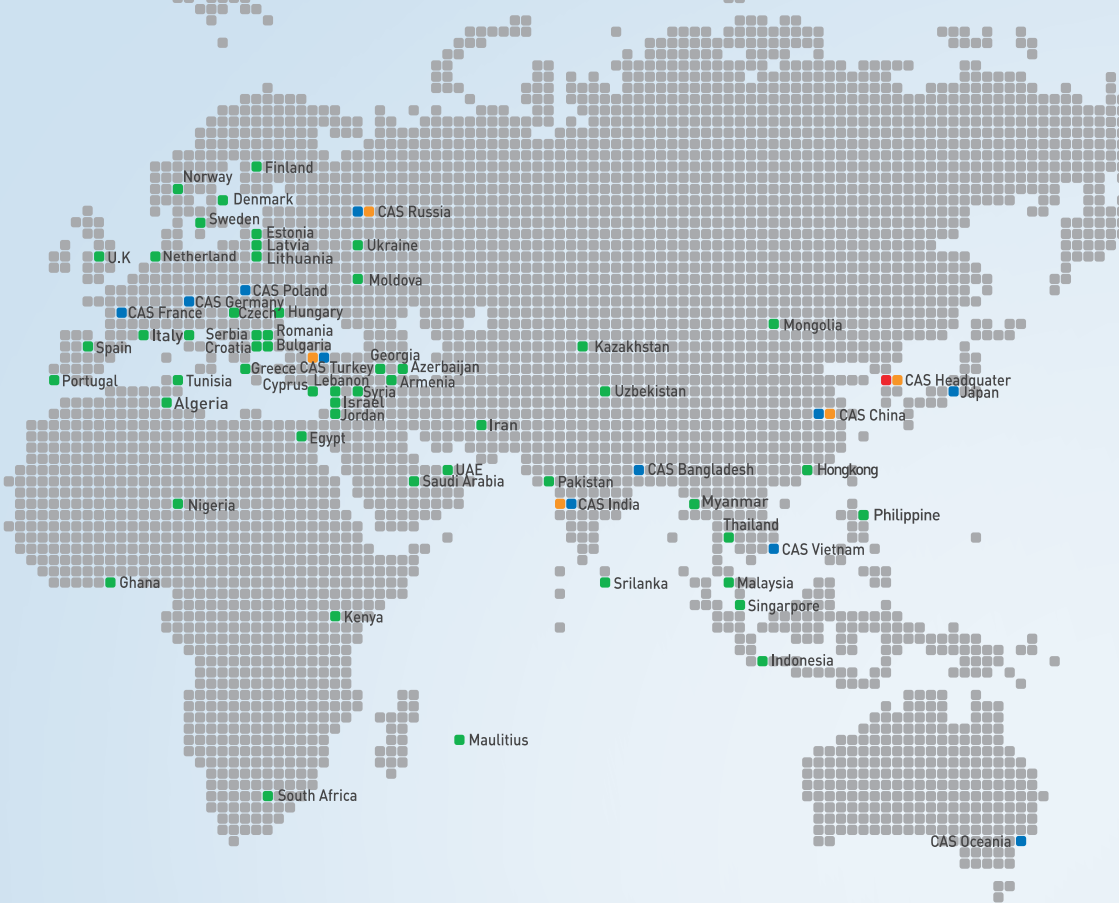 Finland
Norway
Denmark
CAS Russia
Sweden
Estonia
Latvia
Ukraine
U.K
Netherland
Lithuania
Moldova
CAS Poland
CAS Germany
CAS France
Czech
Hungary
Mongolia
Italy
Serbia
Romania
Spain
Croatia
Bulgaria
Kazakhstan
Georgia
Greece
CAS Turkey
Azerbaijan
Portugal
Tunisia
Cyprus
Lebanon
Armenia
CAS Headquater
Syria
Uzbekistan
Japan
Algeria
Israel
Jordan
CAS China
Iran
Egypt
UAE
CAS Bangladesh
Hongkong
Saudi Arabia
Pakistan
Nigeria
CAS India
Myanmar
Philippine
Thailand
CAS Vietnam
Ghana
Srilanka
Malaysia
Singarpore
Kenya
Indonesia
Maulitius
South Africa
CAS Oceania